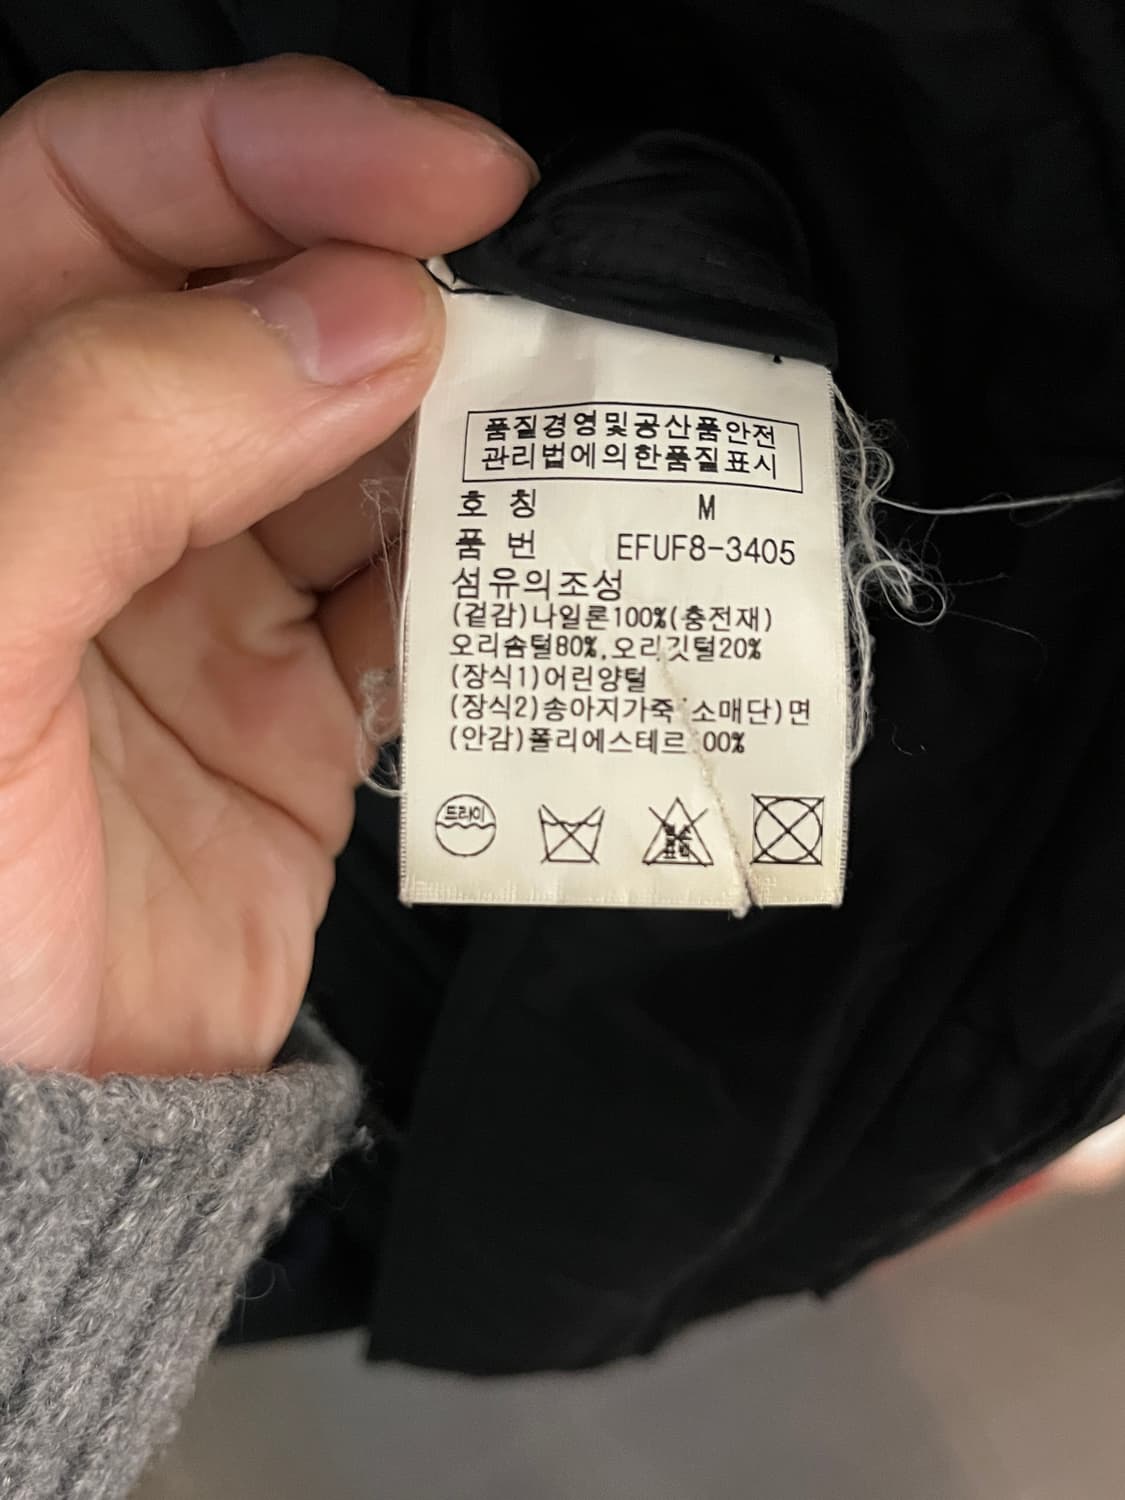 품질경영및공산품안전
관리법에의한품질표시
호 칭 M
품 번 EFUF8-3405
섬유의조성
(겉감)나일론100%(충전재)
오리솜털80%,오리깃털20%
(장식1)어린양털
(장식2)송아지가죽 소매단)면
(안감)폴리에스테르 00%
드라이